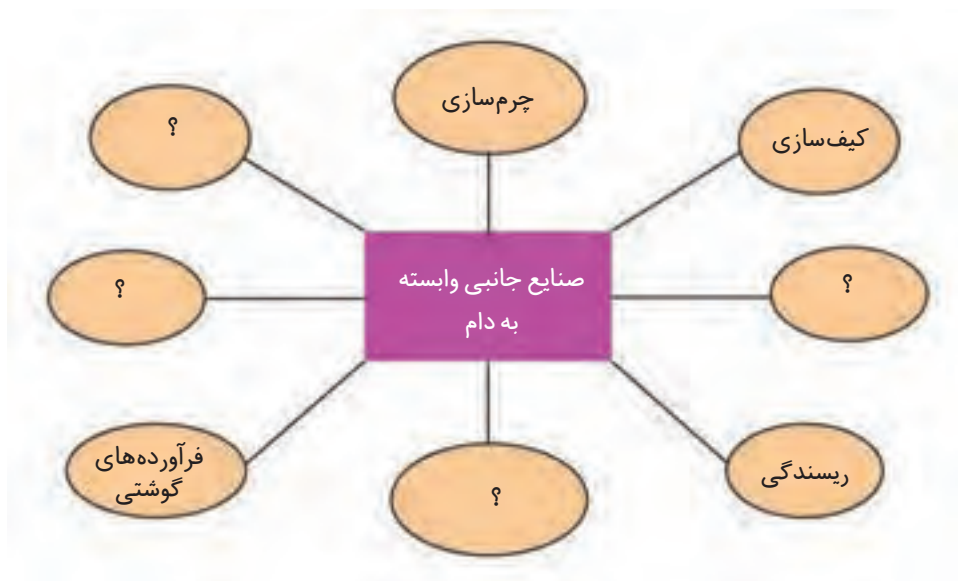 چرم‌سازی
کیف‌سازی
؟
؟
صنایع جانبی وابسته
به دام
؟
؟
فرآورده‌های
گوشتی
ریسندگی
؟